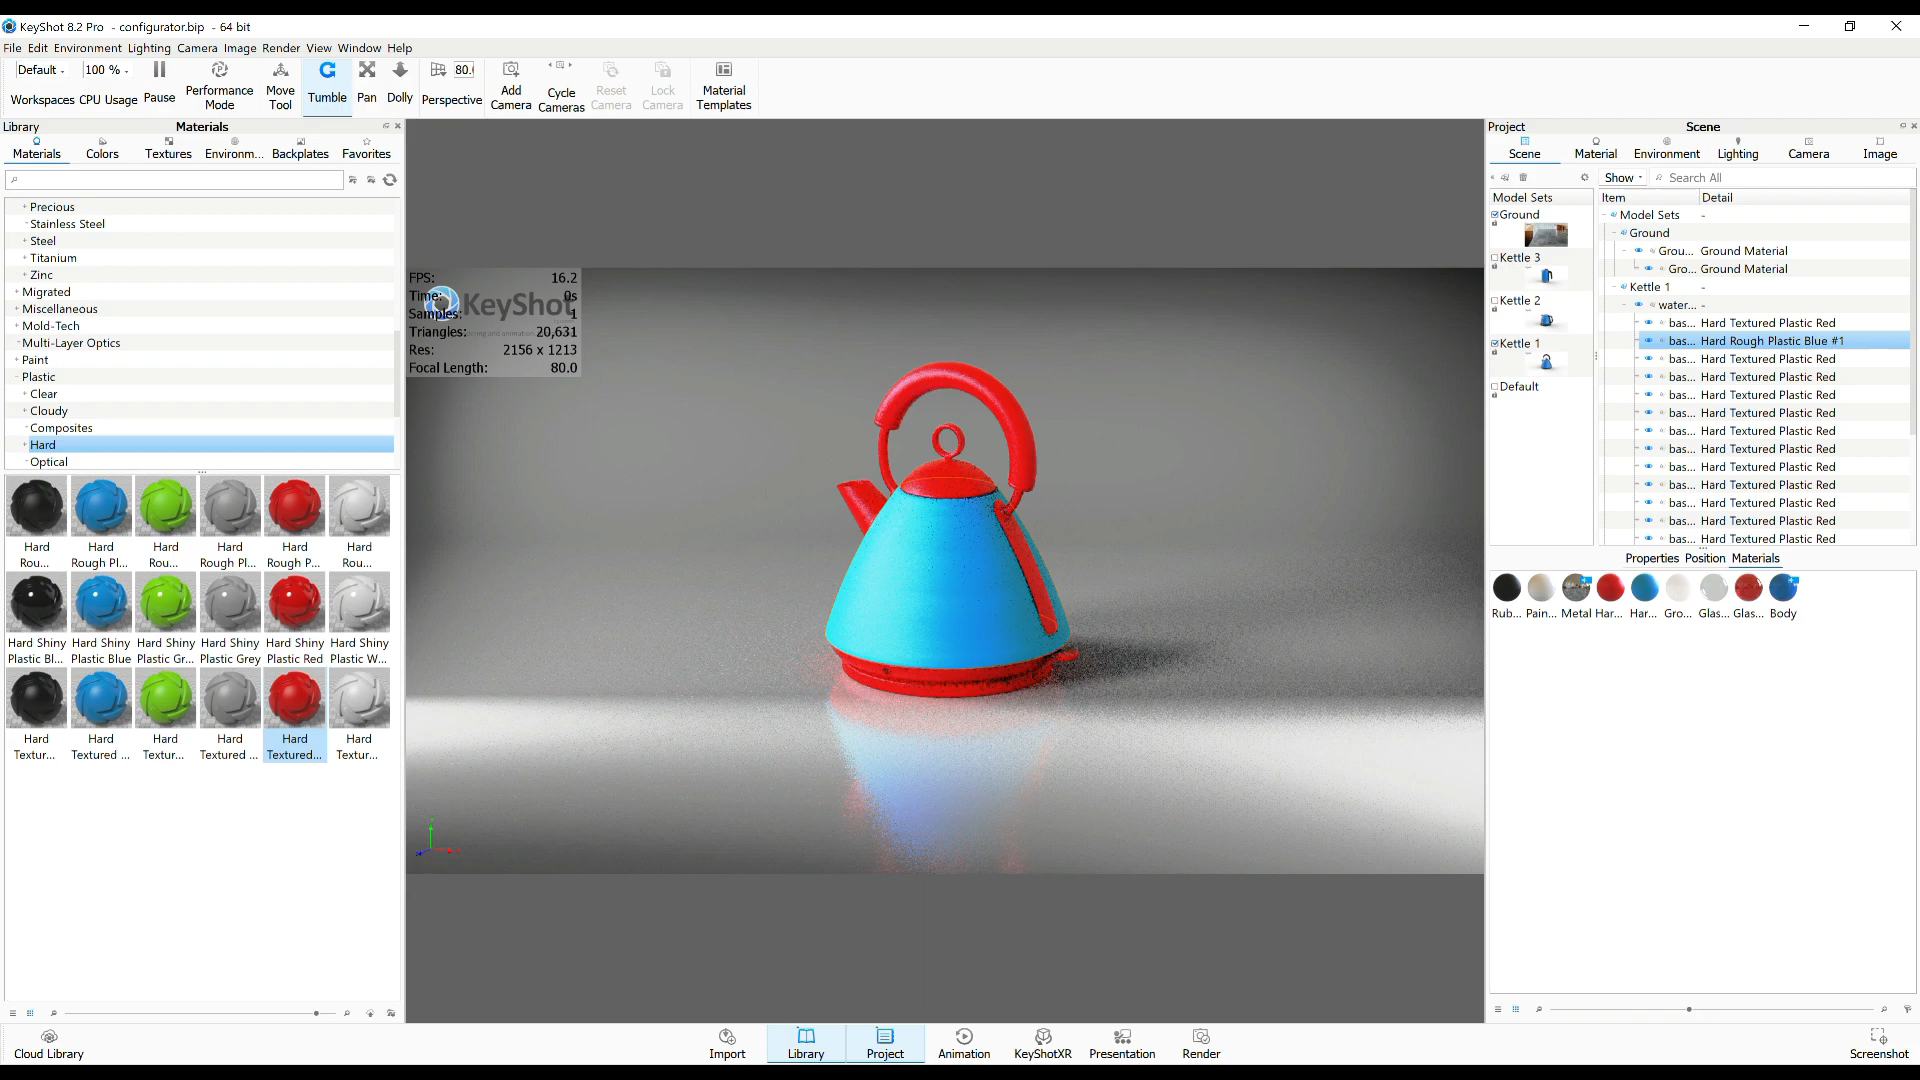 KeyShot 8.2 Pro - configurator.bip - 64 bit
File Edit Environment Lighting Camera Image Render View Window Help
Default 100 % 80.
Workspaces CPU Usage Pause Performance Mode Move Tool Tumble Pan Dolly Perspective Add Camera Cycle Cameras Reset Camera Lock Camera Material Templates
Library Materials
Materials Colors Textures Environm... Backplates Favorites
Precious
Stainless Steel
Steel
Titanium
Zinc
Migrated
Miscellaneous
Mold-Tech
Multi-Layer Optics
Paint
Plastic
Clear
Cloudy
Composites
Hard
Optical
Hard Rou... Hard Rough Pl... Hard Rou... Hard Rough Pl... Hard Rough P... Hard Rou...
Hard Shiny Plastic Bl... Hard Shiny Plastic Blue Hard Shiny Plastic Gr... Hard Shiny Plastic Grey Hard Shiny Plastic Red Hard Shiny Plastic W...
Hard Textur... Hard Textured ... Hard Textur... Hard Textured ... Hard Textured... Hard Textur...
Cloud Library
FPS: 16.2
Time: 0s
KeyShot
Samples: 1
Triangles: 20,631
Res: 2156 x 1213
Focal Length: 80.0
Import Library Project Animation KeyShotXR Presentation Render
Project Scene
Scene Material Environment Lighting Camera Image
Show Search All
Model Sets
Ground
Kettle 3
Kettle 2
Kettle 1
Default
Item Detail
Model Sets -
Ground
Grou... Ground Material
Gro... Ground Material
Kettle 1 -
water... -
bas... Hard Textured Plastic Red
bas... Hard Rough Plastic Blue #1
bas... Hard Textured Plastic Red
bas... Hard Textured Plastic Red
bas... Hard Textured Plastic Red
bas... Hard Textured Plastic Red
bas... Hard Textured Plastic Red
bas... Hard Textured Plastic Red
bas... Hard Textured Plastic Red
bas... Hard Textured Plastic Red
bas... Hard Textured Plastic Red
bas... Hard Textured Plastic Red
bas... Hard Textured Plastic Red
Properties Position Materials
Rub... Pain... Metal Har... Har... Gro... Glas... Glas... Body
Screenshot